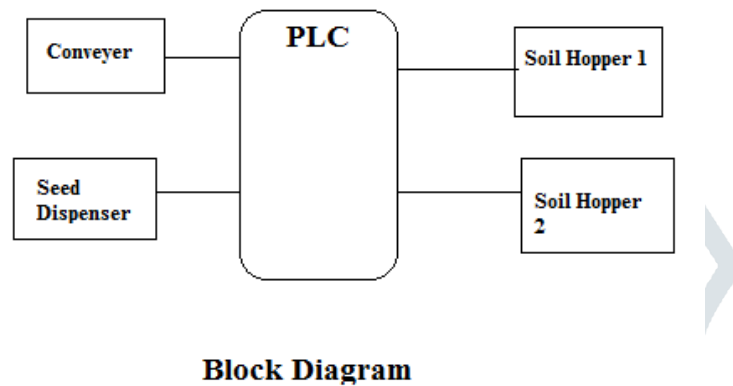 Conveyer
PLC
Soil Hopper 1
Seed
Dispenser
Soil Hopper
2
Block Diagram